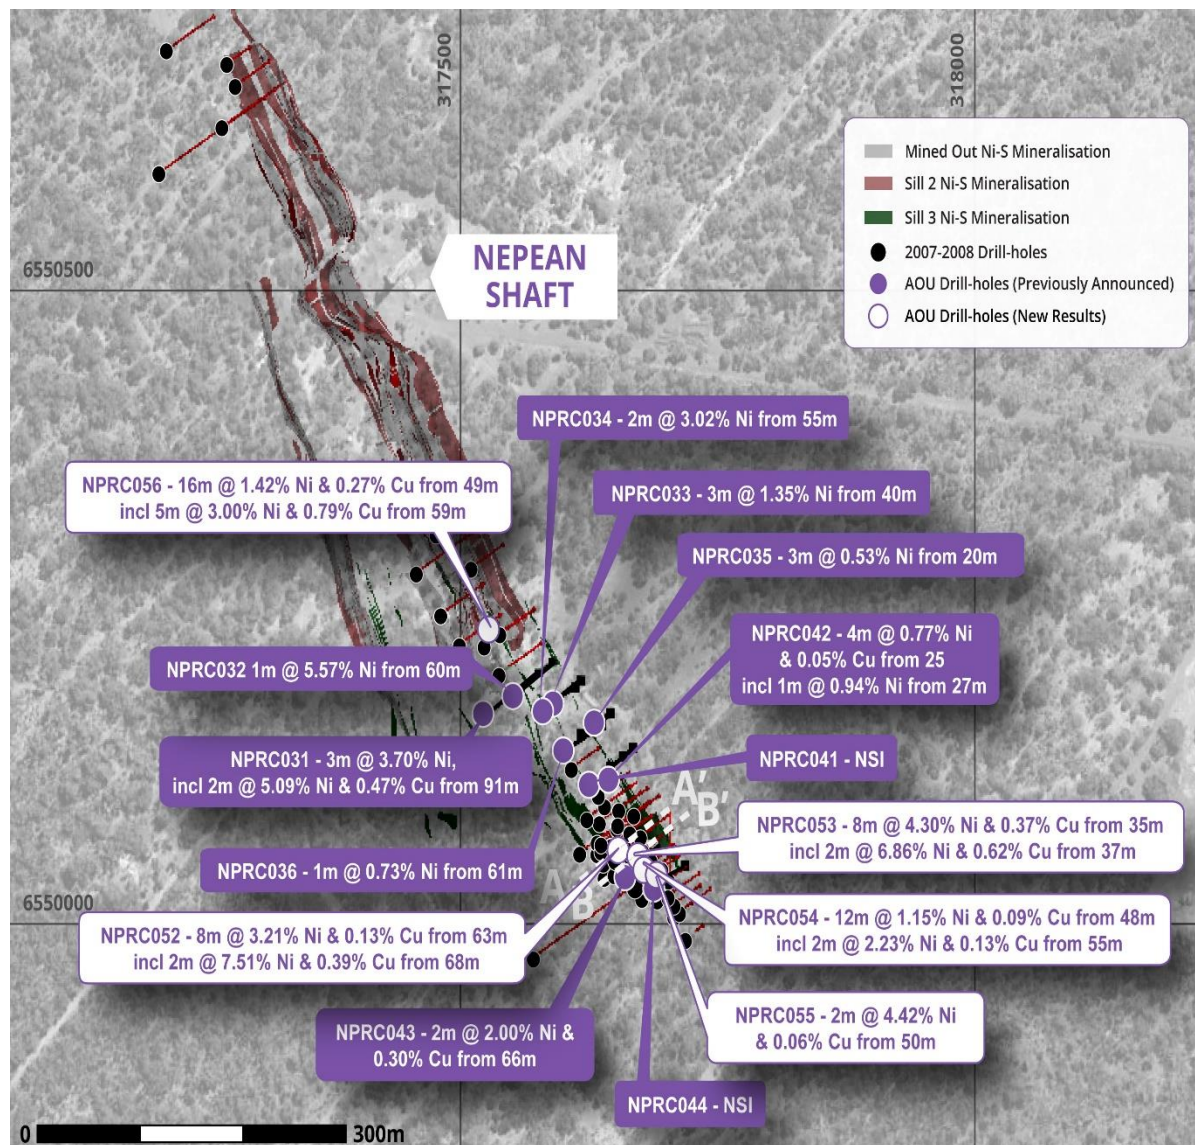 317500
318000
Mined Out Ni-S Mineralisation
Sill 2 Ni-S Mineralisation
Sill 3 Ni-S Mineralisation
2007-2008 Drill-holes
AOU Drill-holes (Previously Announced)
AOU Drill-holes (New Results)
6550500
NEPEAN
SHAFT
NPRC034 - 2m @ 3.02% Ni from 55m
NPRC056 - 16m @ 1.42% Ni & 0.27% Cu from 49m
incl 5m @ 3.00% Ni & 0.79% Cu from 59m
NPRC033 - 3m @ 1.35% Ni from 40m
NPRC035 - 3m @ 0.53% Ni from 20m
NPRC042 - 4m @ 0.77% Ni
& 0.05% Cu from 25
incl 1m @ 0.94% Ni from 27m
NPRC032 1m @ 5.57% Ni from 60m
NPRC031 - 3m @ 3.70% Ni,
incl 2m @ 5.09% Ni & 0.47% Cu from 91m
NPRC041 - NSI
A'
B'
NPRC053 - 8m @ 4.30% Ni & 0.37% Cu from 35m
incl 2m @ 6.86% Ni & 0.62% Cu from 37m
NPRC036 - 1m @ 0.73% Ni from 61m
A
B
6550000
NPRC054 - 12m @ 1.15% Ni & 0.09% Cu from 48m
incl 2m @ 2.23% Ni & 0.13% Cu from 55m
NPRC052 - 8m @ 3.21% Ni & 0.13% Cu from 63m
incl 2m @ 7.51% Ni & 0.39% Cu from 68m
NPRC055 - 2m @ 4.42% Ni
& 0.06% Cu from 50m
NPRC043 - 2m @ 2.00% Ni &
0.30% Cu from 66m
NPRC044 - NSI
0
300m